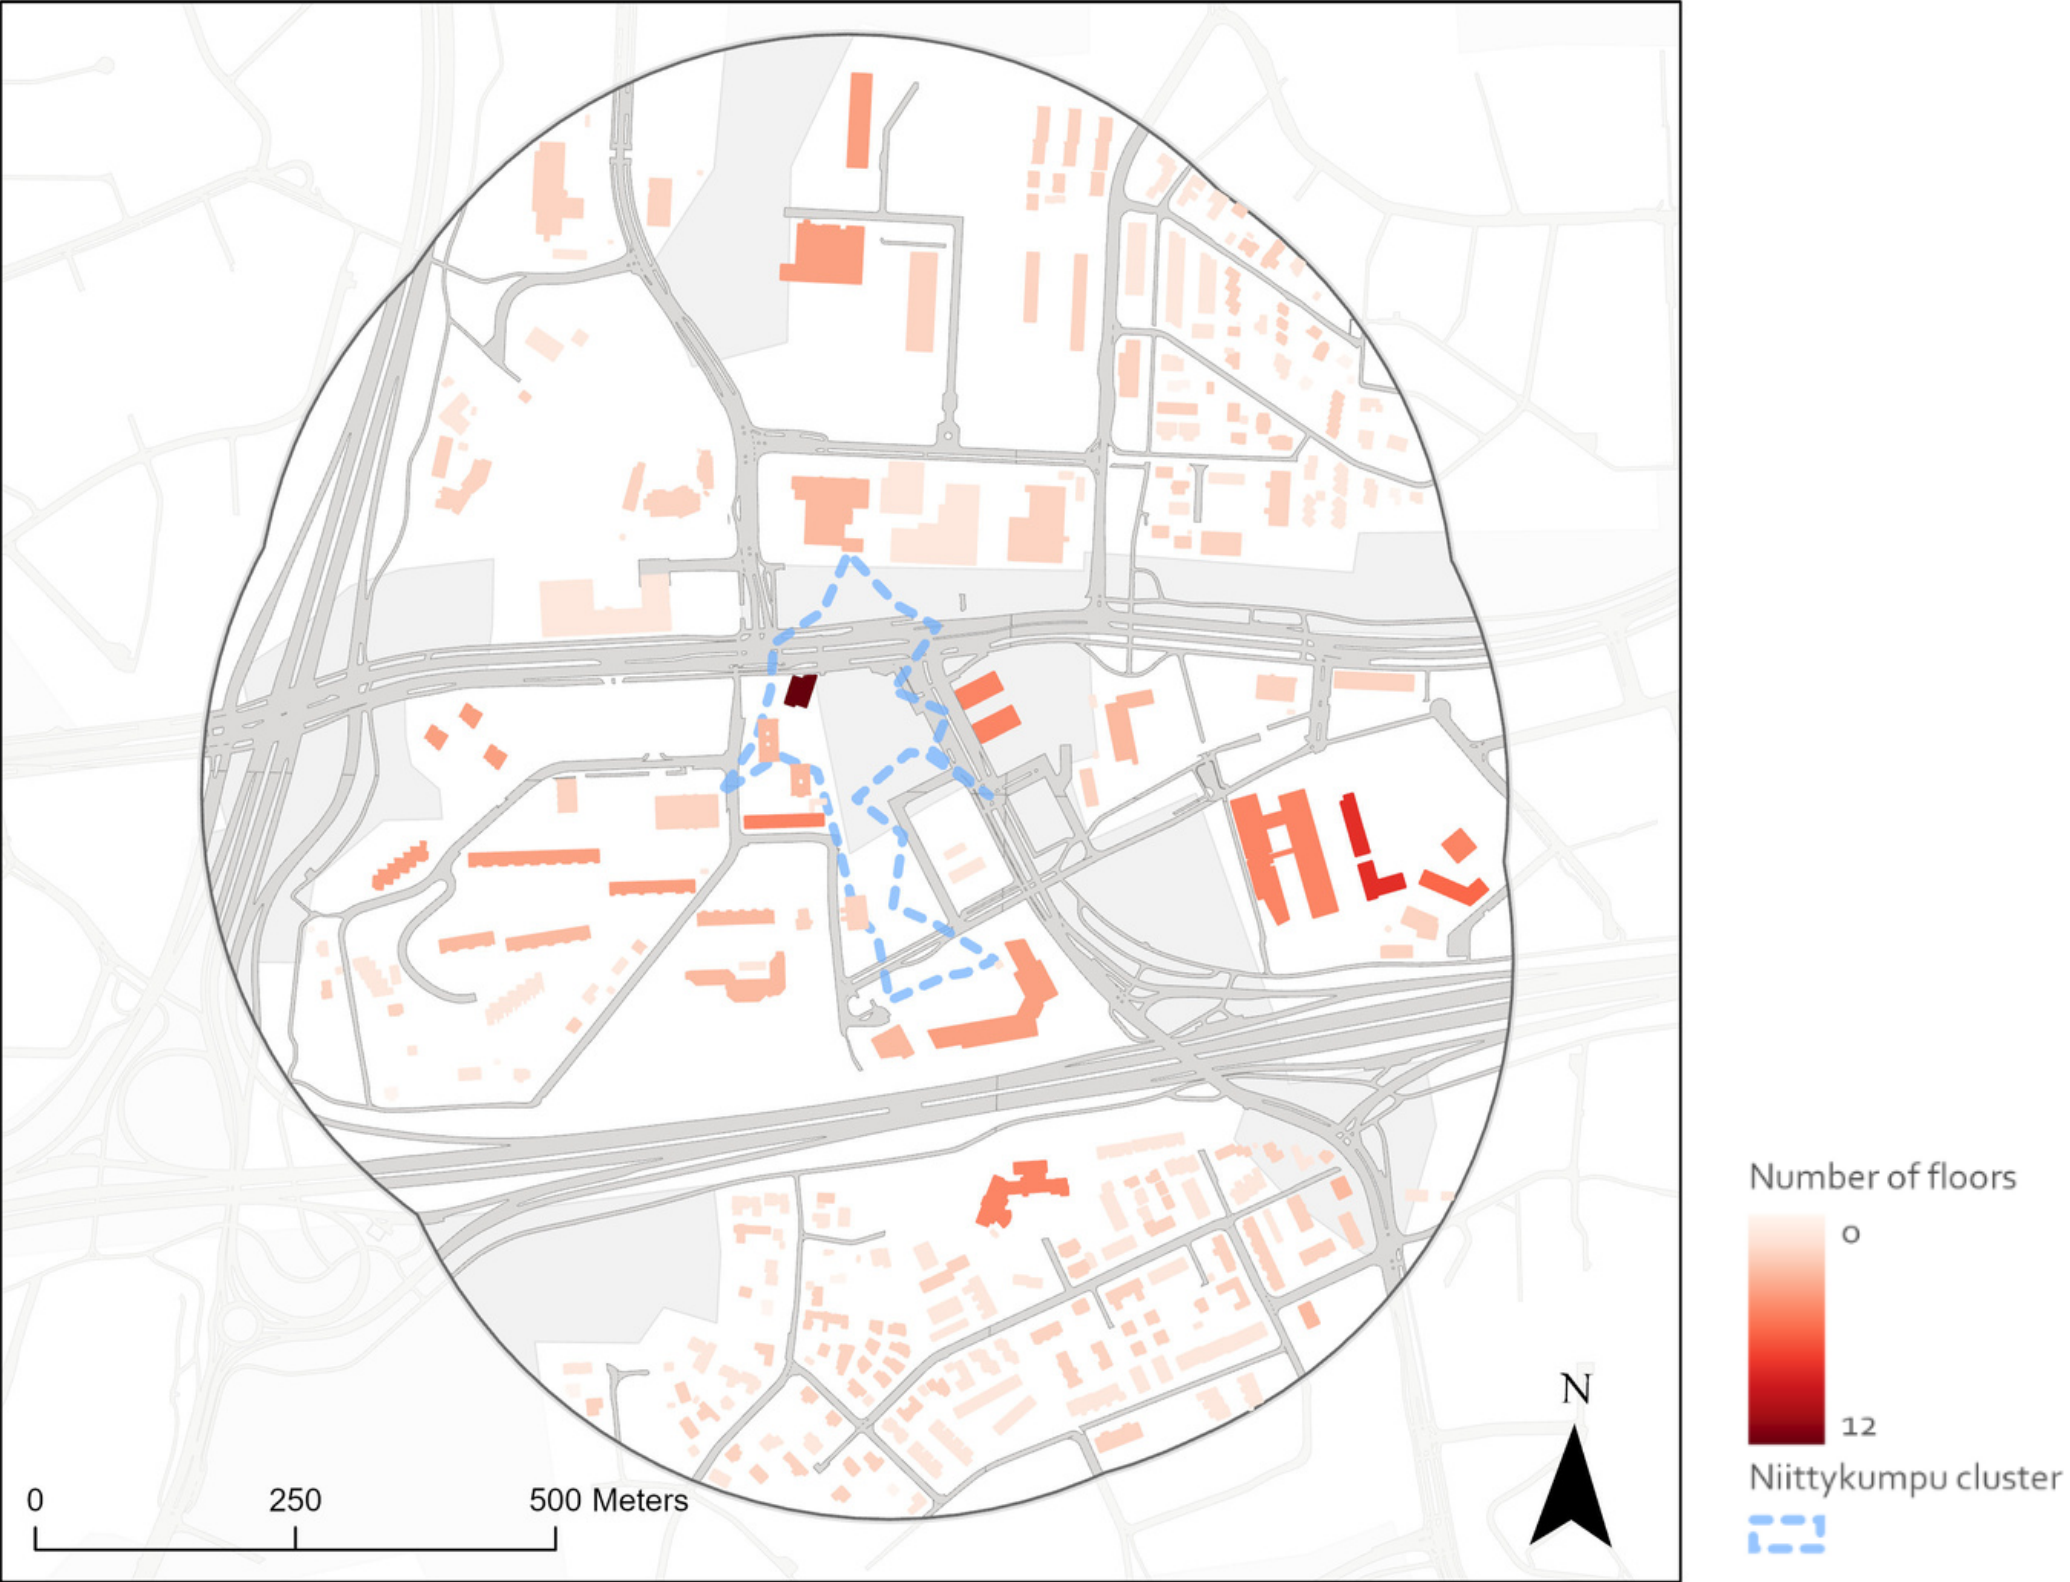 Number of floors
0
12
N
Niittykumpu cluster
0 250 500 Meters